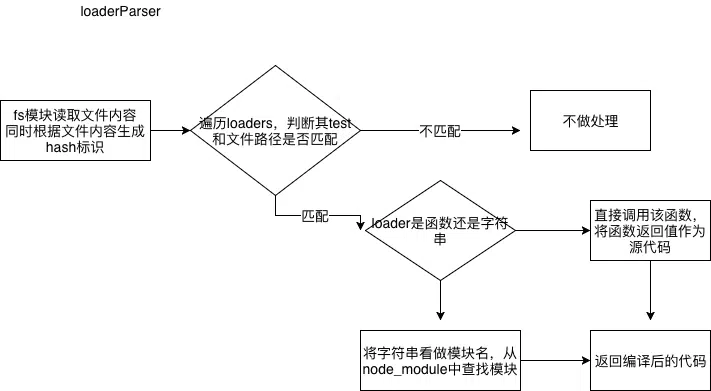 loaderParser
fs模块读取文件内容
同时根据文件内容生成
hash标识
遍历loaders，判断其test
和文件路径是否匹配
不匹配
不做处理
匹配
loader是函数还是字符
串
直接调用该函数，
将函数返回值作为
源代码
将字符串看做模块名，从
node_module中查找模块
返回编译后的代码